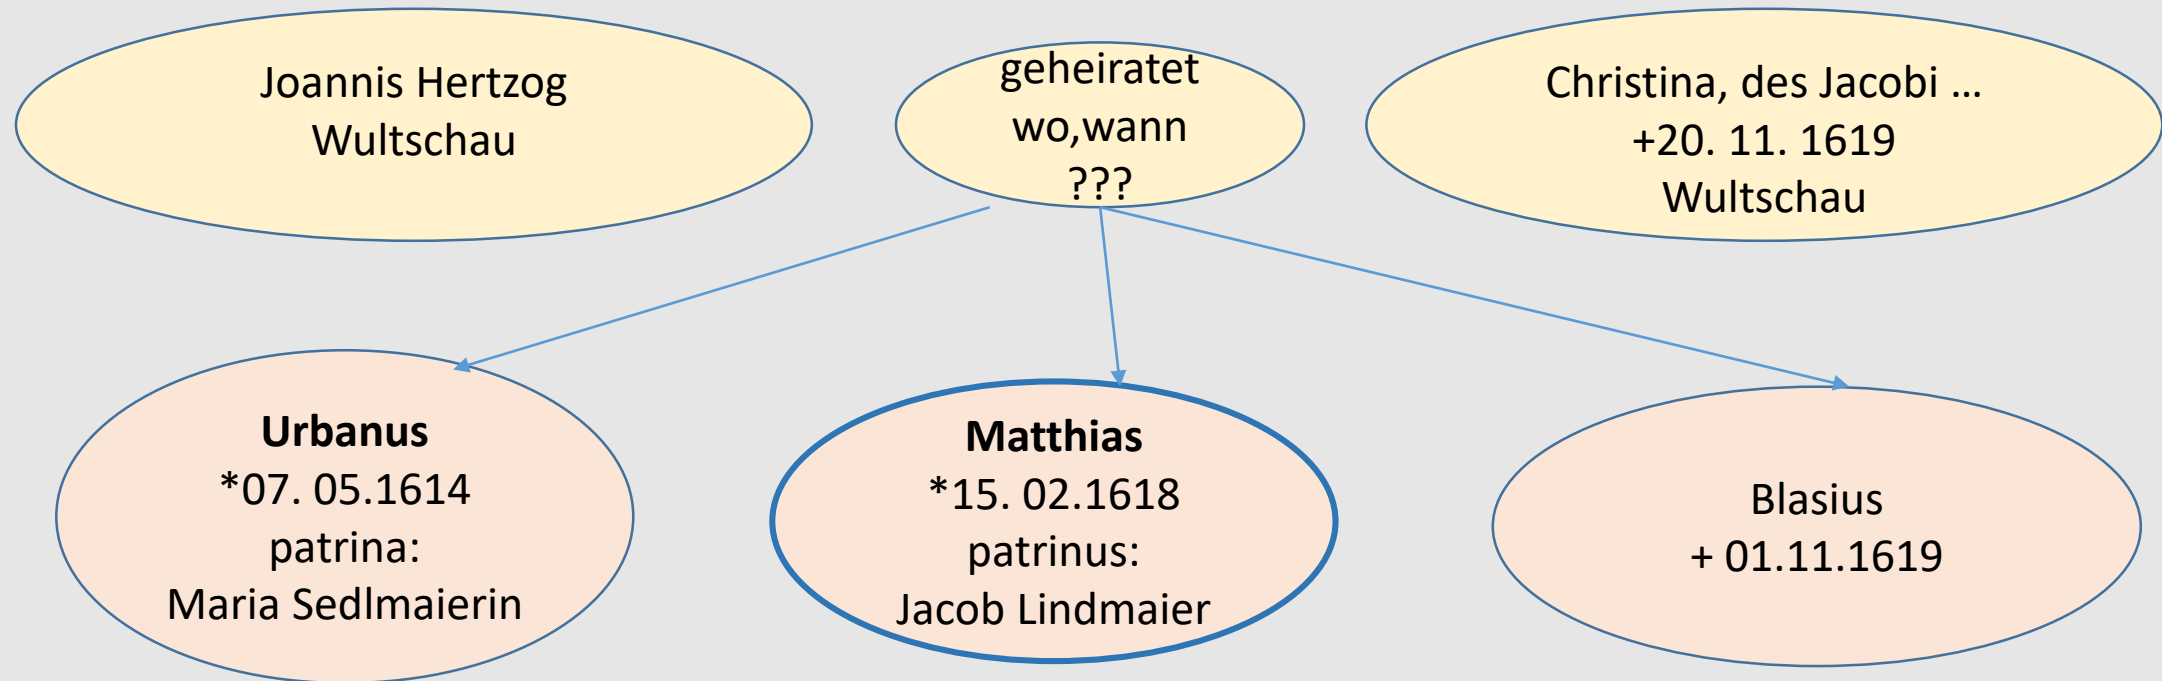 Joannis Hertzog
Wultschau
geheiratet
wo,wann
???
Christina, des Jacobi ...
+20. 11. 1619
Wultschau
Urbanus
*07. 05.1614
patrina:
Maria Sedlmaierin
Matthias
*15. 02.1618
patrinus:
Jacob Lindmaier
Blasius
+ 01.11.1619